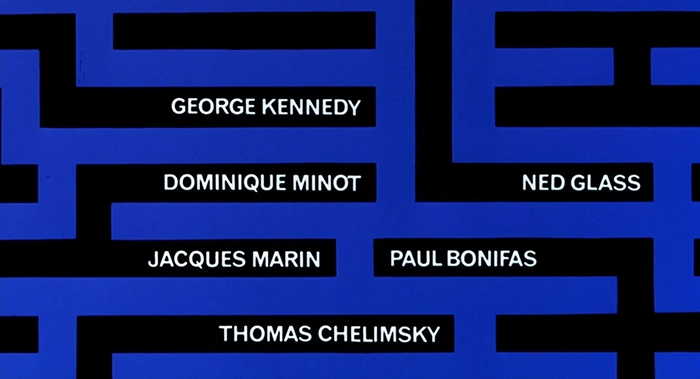 GEORGE KENNEDY
DOMINIQUE MINOT
NED GLASS
JACQUES MARIN
PAUL BONIFAS
THOMAS CHELIMSKY